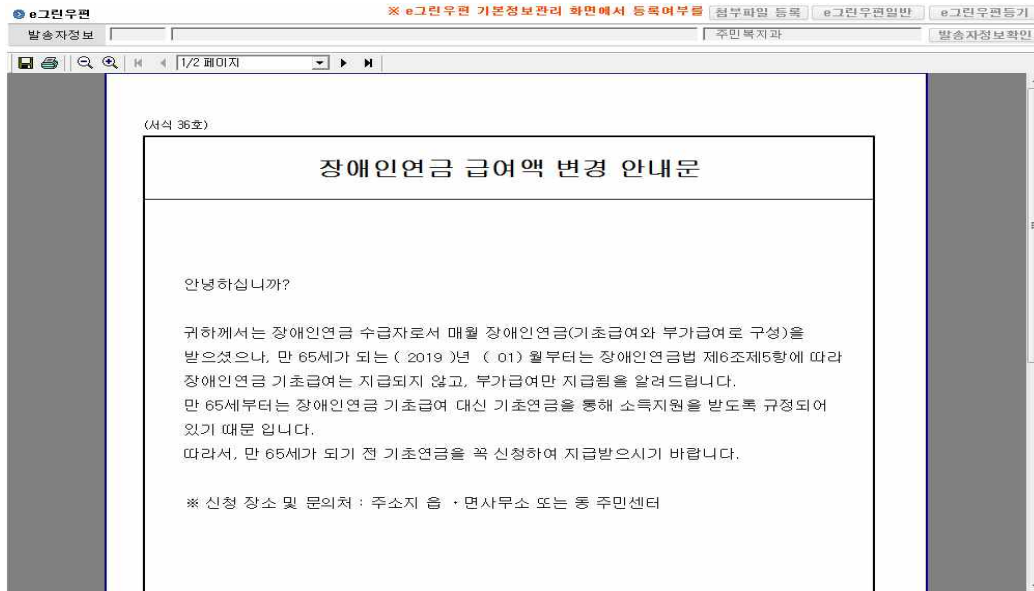 e그린우편
※ e그린우편 기본정보관리 화면에서 등록여부를
첨부파일 등록
e그린우편일반
e그린우편등기
발송자정보
주민복지과
발송자정보확인
1/2 페이지
(서식 36호)
장애인연금 급여액 변경 안내문
안녕하십니까?
귀하께서는 장애인연금 수급자로서 매월 장애인연금(기초급여와 부가급여로 구성)을
받으셨으나, 만 65세가 되는 ( 2019 )년 ( 01) 월부터는 장애인연금법 제6조제5항에 따라
장애인연금 기초급여는 지급되지 않고, 부가급여만 지급됨을 알려드립니다.
만 65세부터는 장애인연금 기초급여 대신 기초연금을 통해 소득지원을 받도록 규정되어
있기 때문 입니다.
따라서, 만 65세가 되기 전 기초연금을 꼭 신청하여 지급받으시기 바랍니다.
※ 신청 장소 및 문의처 : 주소지 읍 ・면사무소 또는 동 주민센터